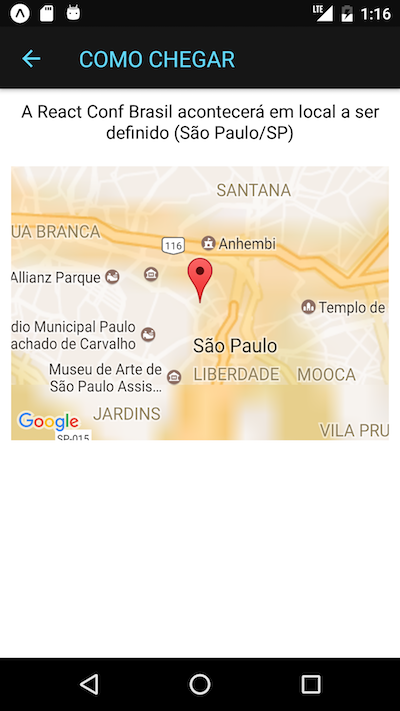 LTE 1:16
COMO CHEGAR
A React Conf Brasil acontecerá em local a ser
definido (São Paulo/SP)
SANTANA
UA BRANCA
116
Anhembi
Allianz Parque
Templo de
dio Municipal Paulo
achado de Carvalho
São Paulo
Museu de Arte de
São Paulo Assis...
LIBERDADE
MOOCA
JARDINS
Google
VILA PRU
SP-015